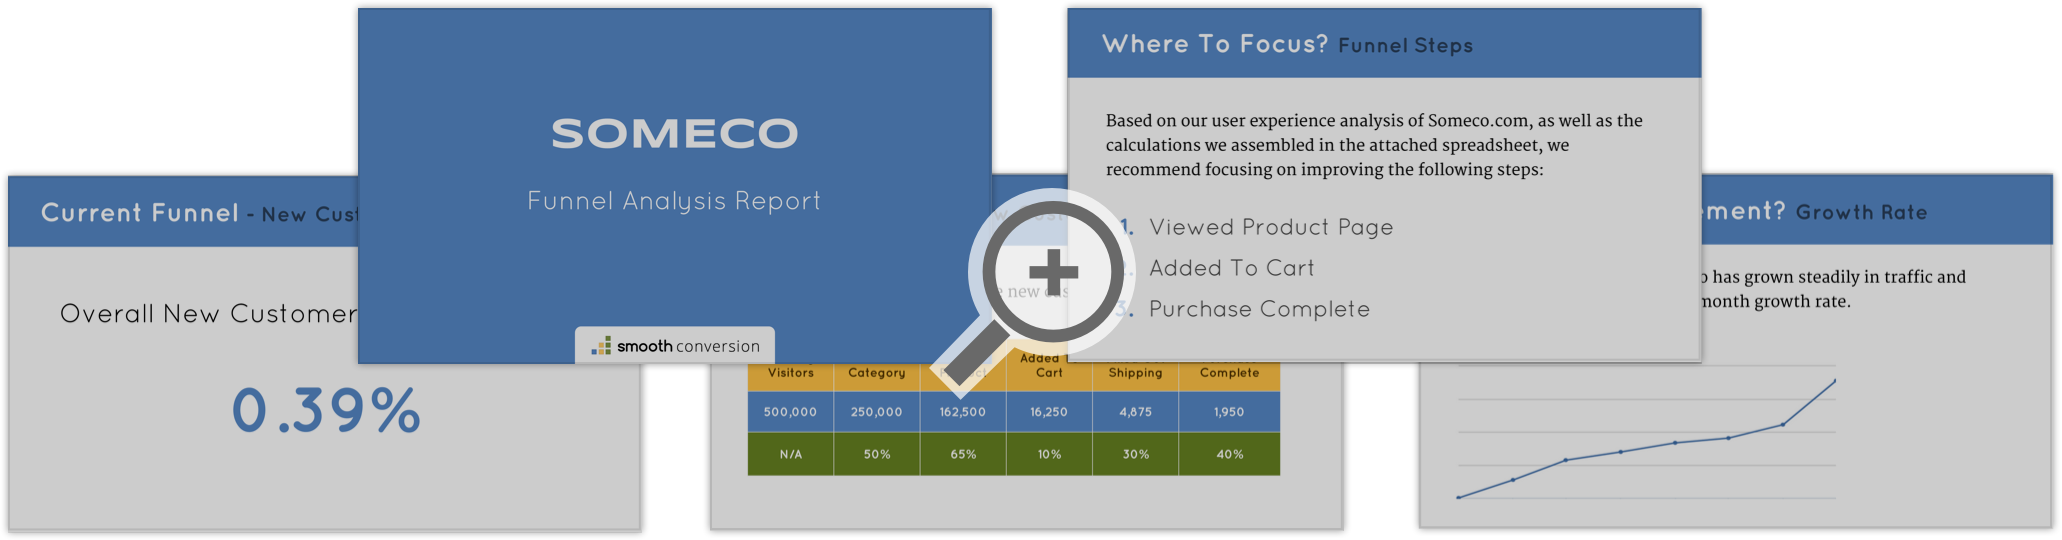 Current Funnel - New Cust
Overall New Customer
0.39%
SOMECO
Funnel Analysis Report
smooth conversion
new
Added
Visitors Category Cart Shipping Complete
500,000 250,000 162,500 16,250 4,875 1,950
N/A 50% 65% 10% 30% 40%
Where To Focus? Funnel Steps
Based on our user experience analysis of Someco.com, as well as the
calculations we assembled in the attached spreadsheet, we
recommend focusing on improving the following steps:
1. Viewed Product Page
2. Added To Cart
3. Purchase Complete
ement? Growth Rate
o has grown steadily in traffic and
month growth rate.